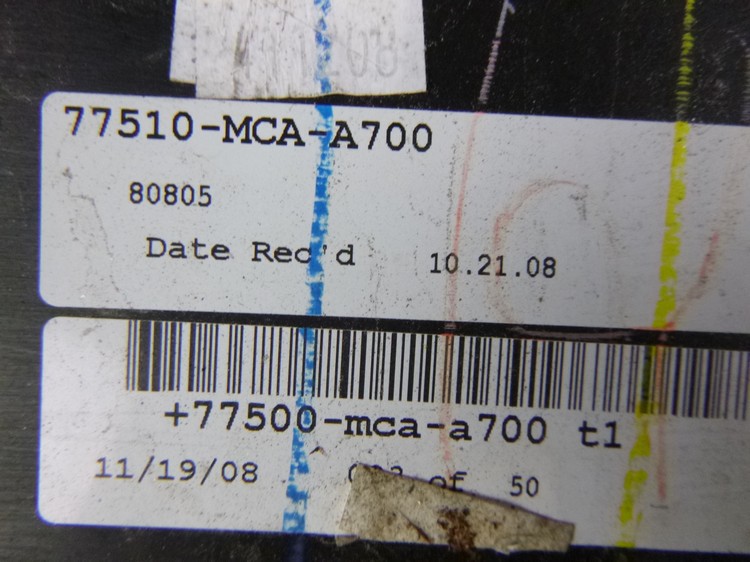 77510-MCA-A700
80805
Date Rec'd 10.21.08
+77500-mca-a700 t1
11/19/08 of 50